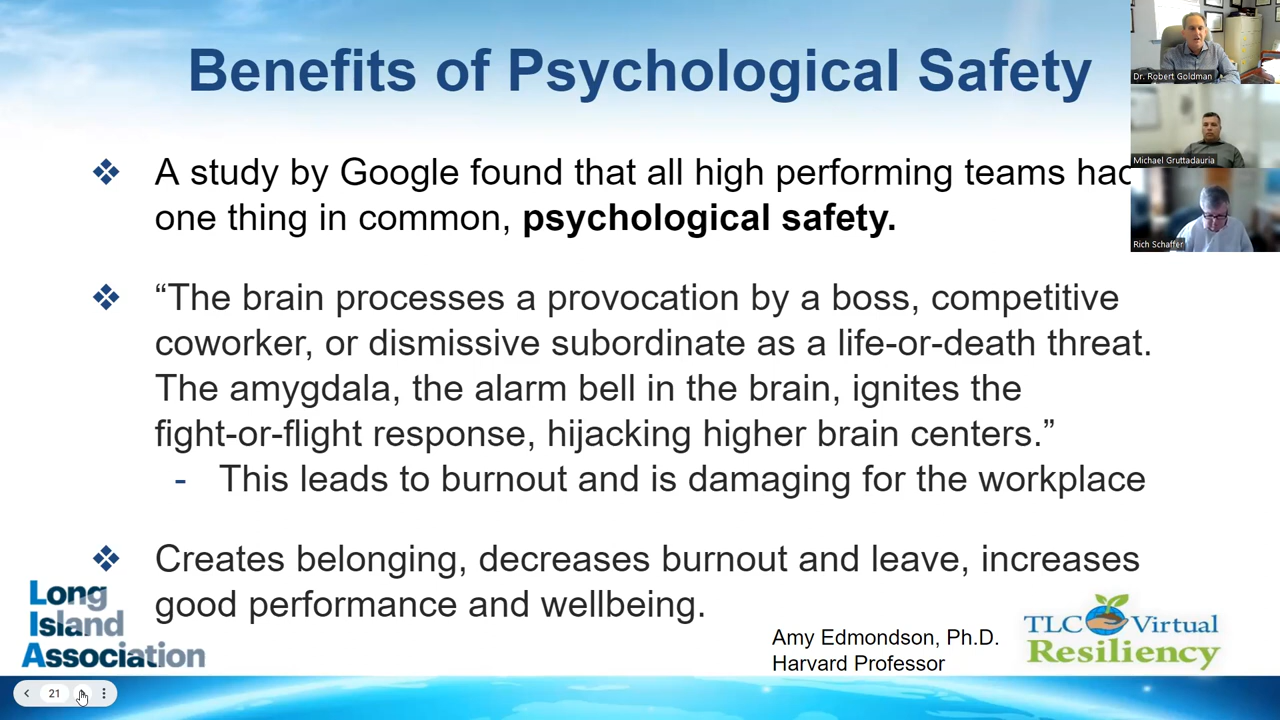 Benefits of Psychological Safety
Dr. Robert Goldman
Michael Gruttadauria
Rich Schaffer
❖ A study by Google found that all high performing teams had
one thing in common, psychological safety.
❖ “The brain processes a provocation by a boss, competitive
coworker, or dismissive subordinate as a life-or-death threat.
The amygdala, the alarm bell in the brain, ignites the
fight-or-flight response, hijacking higher brain centers.”
- This leads to burnout and is damaging for the workplace
❖ Creates belonging, decreases burnout and leave, increases
good performance and wellbeing.
Long
Island
Association
Amy Edmondson, Ph.D.
Harvard Professor
TLC Virtual
Resiliency
21